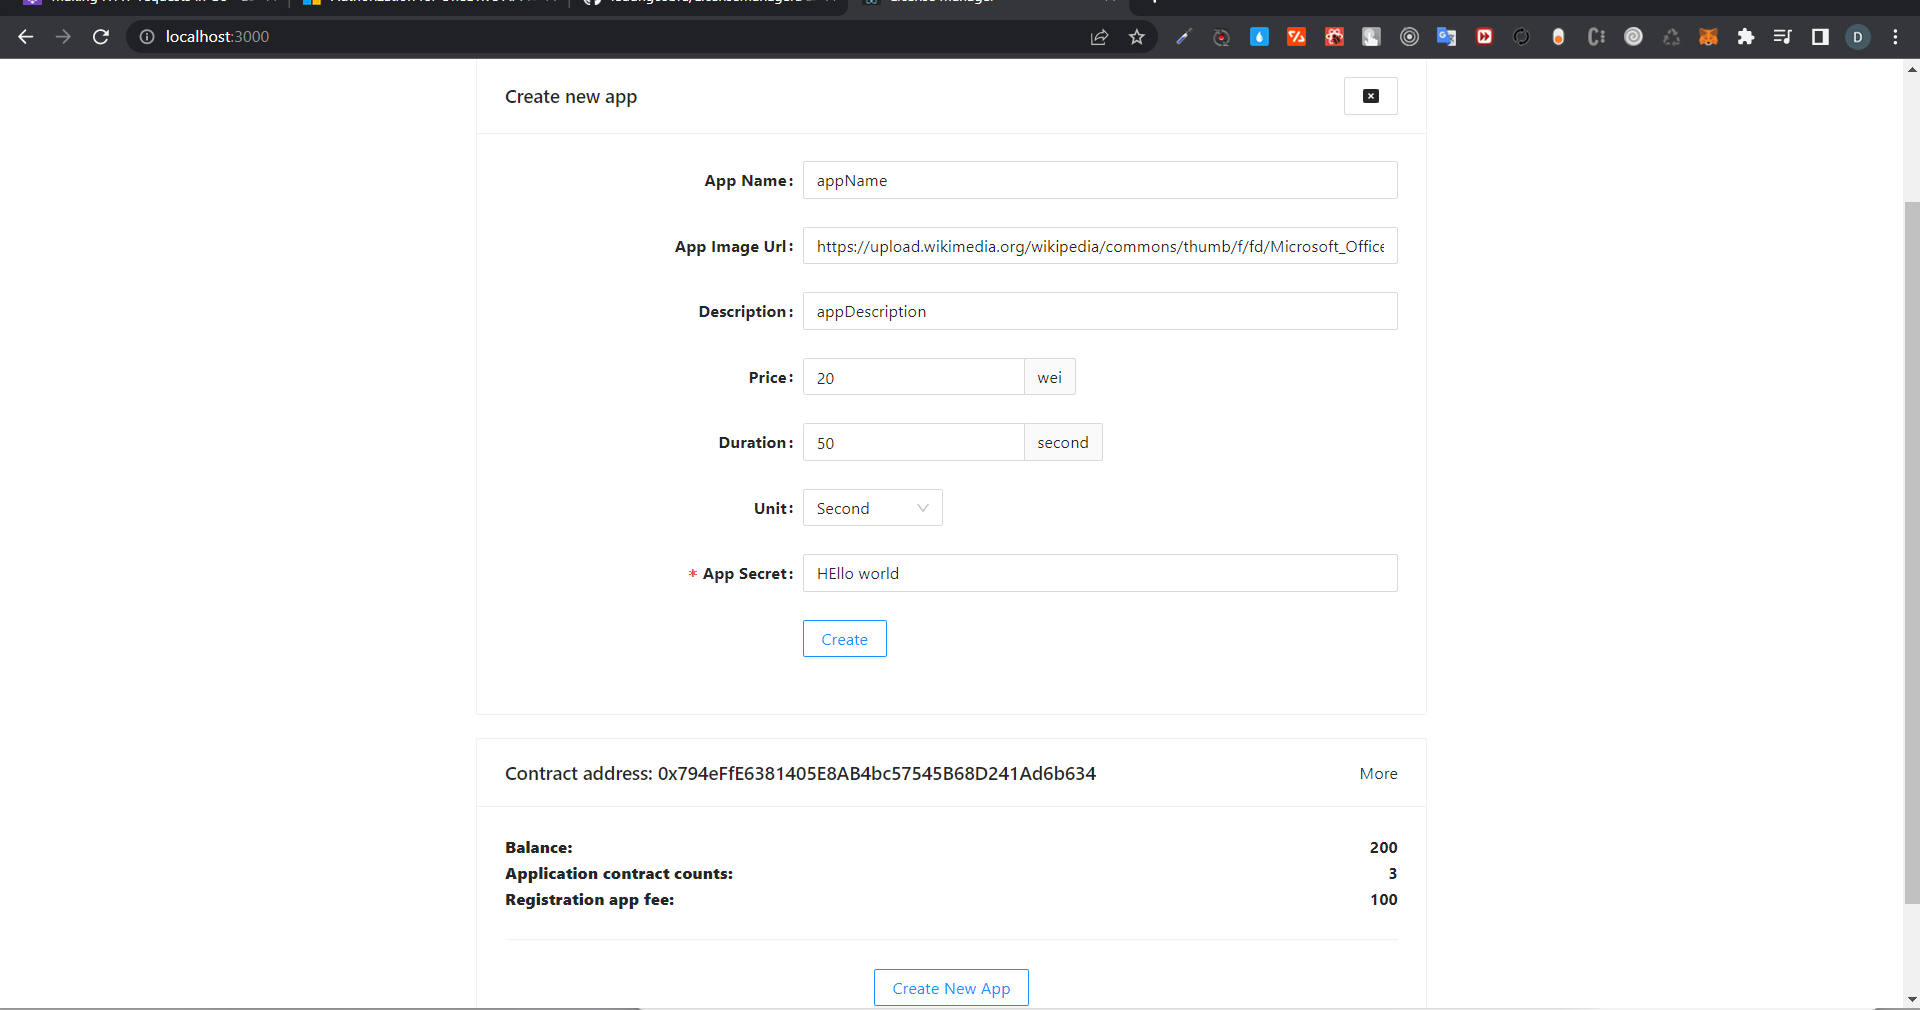 localhost:3000
D
Create new app
App Name: appName
App Image Url: https://upload.wikimedia.org/wikipedia/commons/thumb/f/fd/Microsoft_Office
Description: appDescription
Price: 20 wei
Duration: 50 second
Unit: Second
* App Secret: HEllo world
Create
Contract address: 0x794eFfE6381405E8AB4bc57545B68D241Ad6b634 More
Balance: 200
Application contract counts: 3
Registration app fee: 100
Create New App